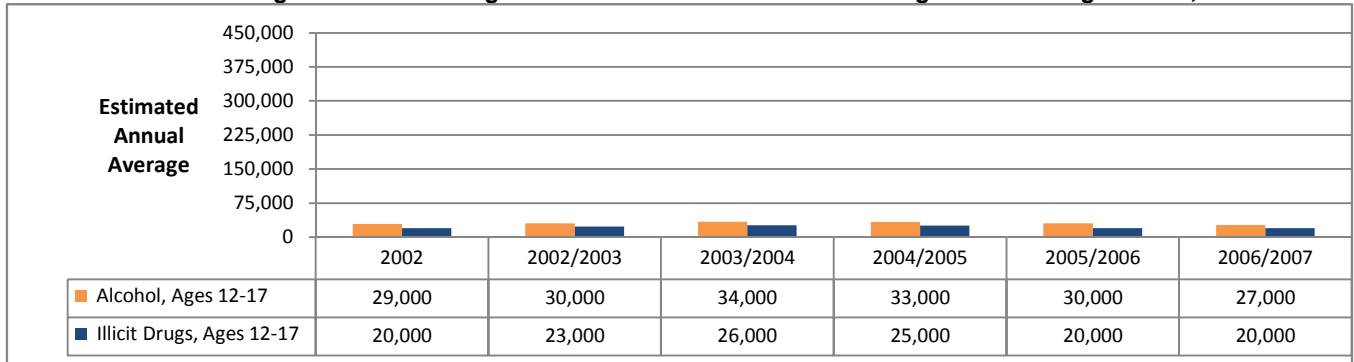 450,000
375,000
300,000
225,000
150,000
75,000
0
Estimated
Annual
Average
2002 2002/2003 2003/2004 2004/2005 2005/2006 2006/2007
Alcohol, Ages 12-17 29,000 30,000 34,000 33,000 30,000 27,000
Illicit Drugs, Ages 12-17 20,000 23,000 26,000 25,000 20,000 20,000